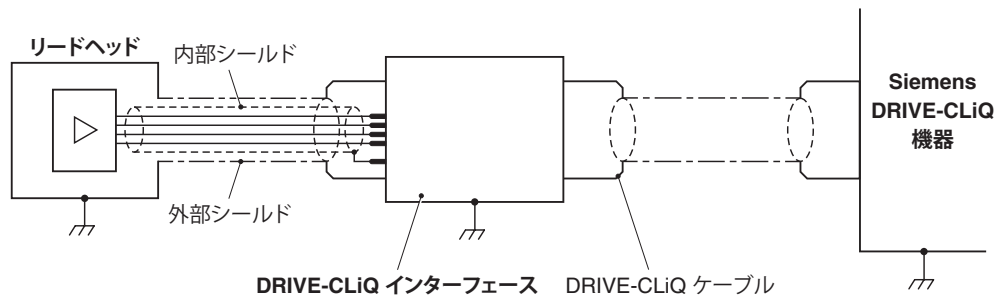 リードヘッド
内部シールド
外部シールド
DRIVE-CLiQ インターフェース
DRIVE-CLiQ ケーブル
Siemens
DRIVE-CLiQ
機器